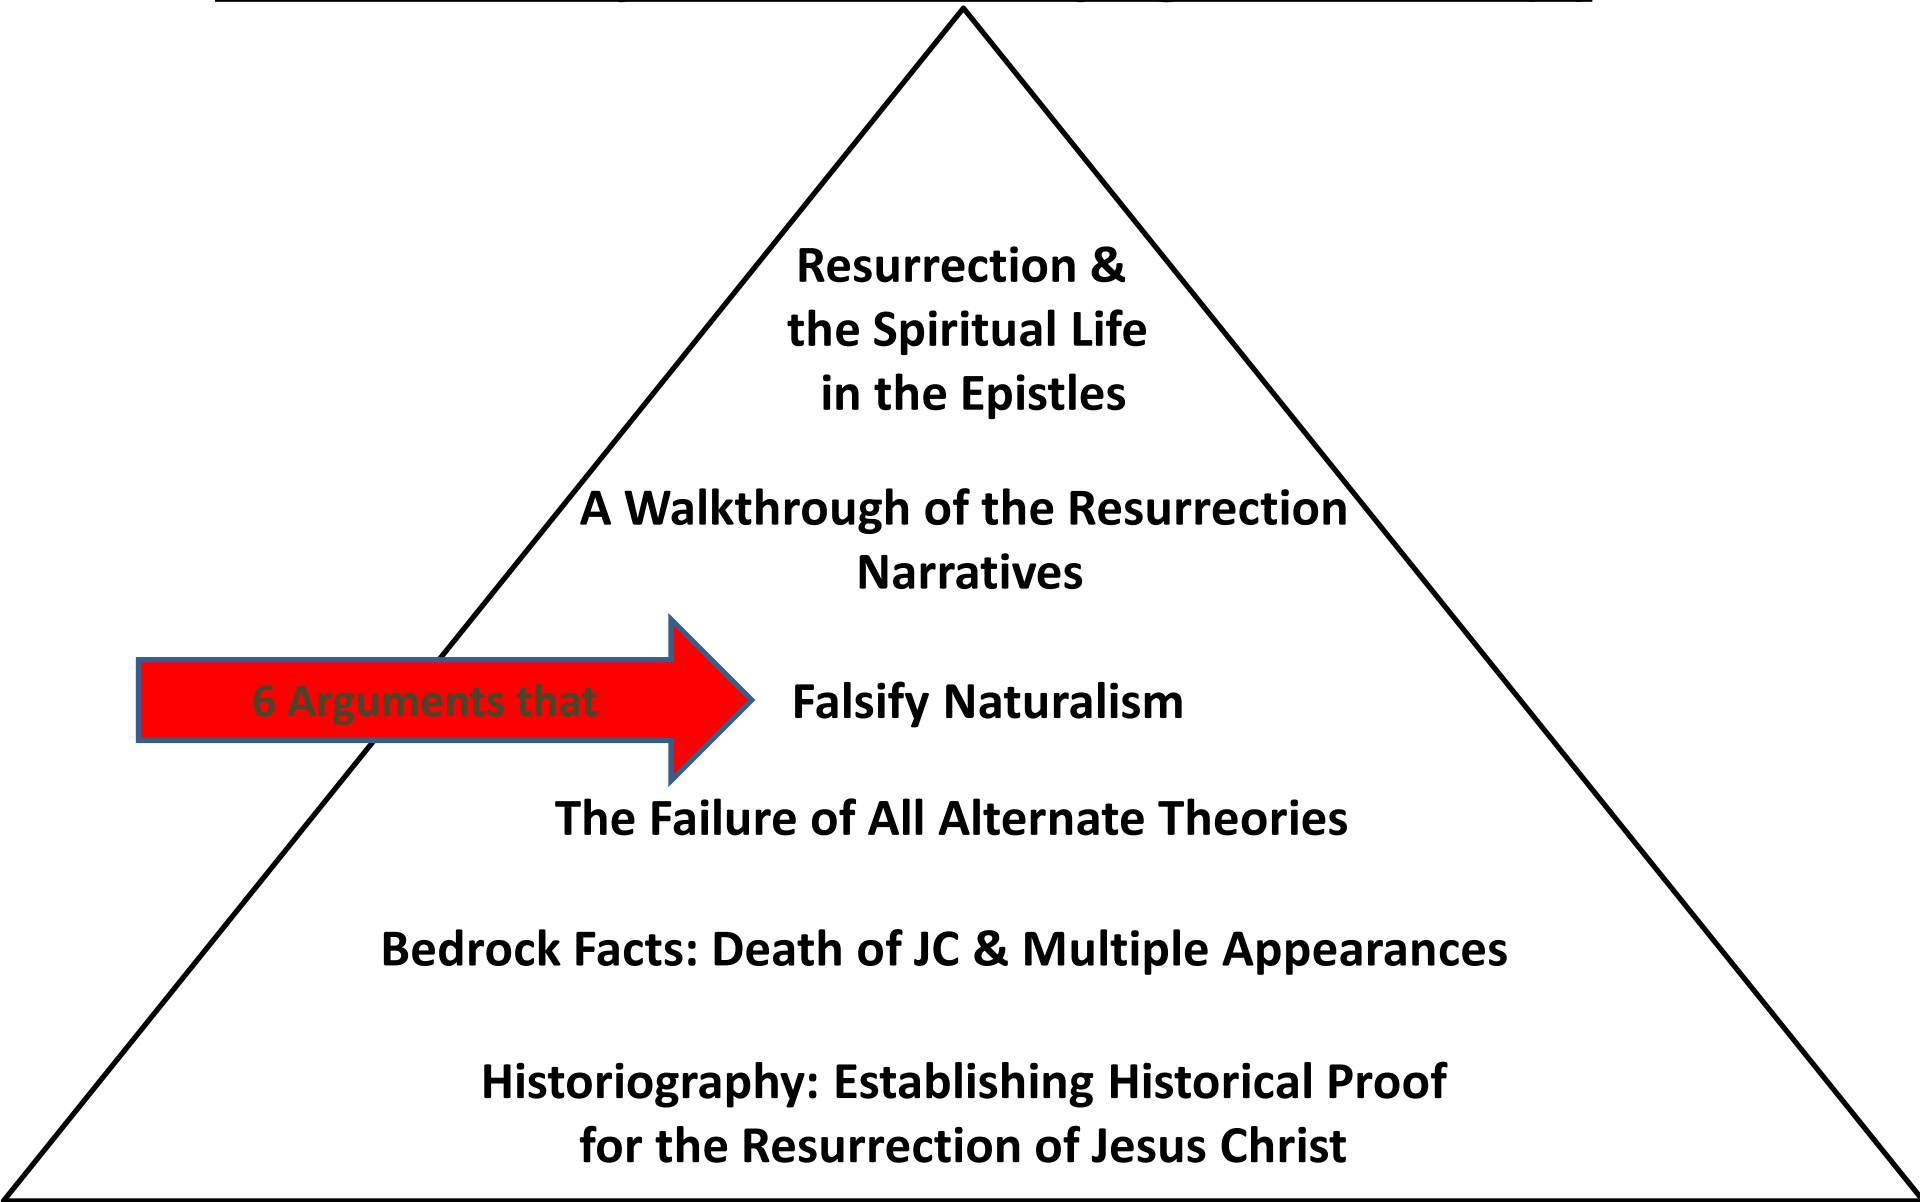 Resurrection &
the Spiritual Life
in the Epistles
A Walkthrough of the Resurrection
Narratives
6 Arguments that Falsify Naturalism
The Failure of All Alternate Theories
Bedrock Facts: Death of JC & Multiple Appearances
Historiography: Establishing Historical Proof
for the Resurrection of Jesus Christ